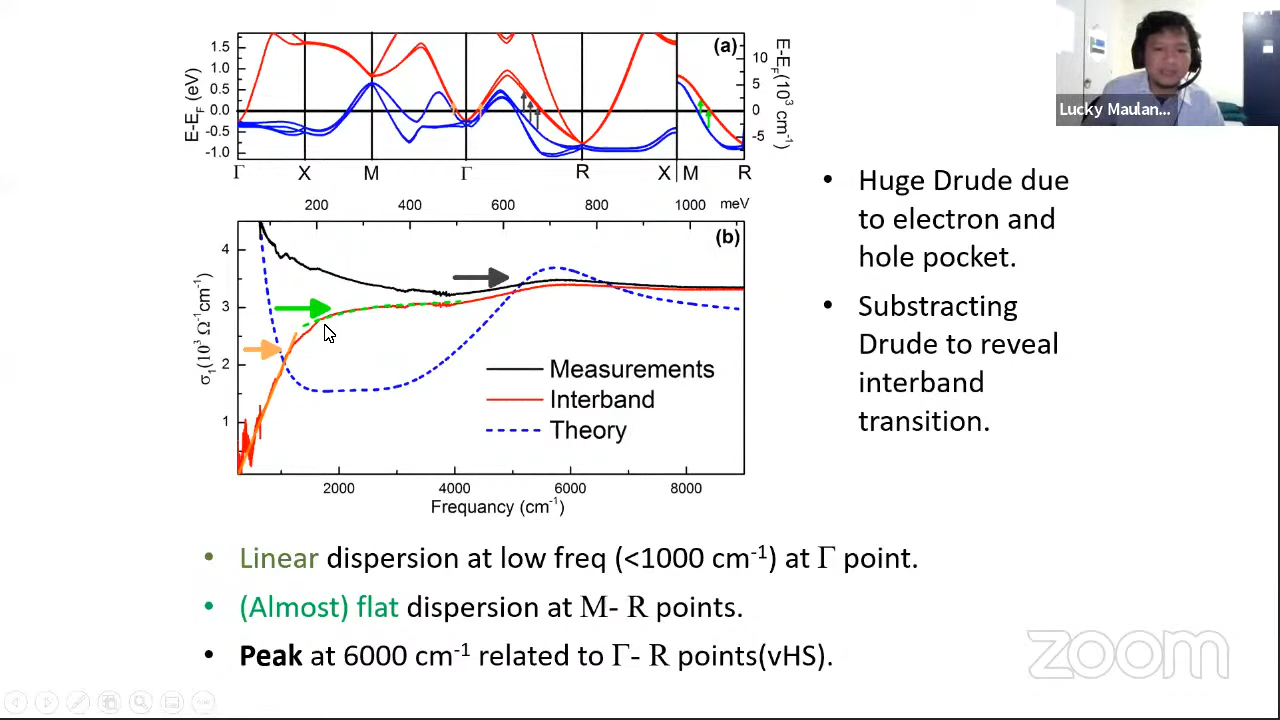 (a)
E-E_F (eV)
1.5
1.0
0.5
0.0
-0.5
-1.0
10
5
0
-5
E-E_F (10³ cm⁻¹)
Γ X M Γ R X M R
200 400 600 800 1000 meV
(b)
σ₁(10³ Ω⁻¹cm⁻¹)
4
3
2
1
Measurements
Interband
Theory
2000 4000 6000 8000
Frequancy (cm⁻¹)
Lucky Maulan...
• Huge Drude due
to electron and
hole pocket.
• Substracting
Drude to reveal
interband
transition.
• Linear dispersion at low freq (<1000 cm⁻¹) at Γ point.
• (Almost) flat dispersion at M- R points.
• Peak at 6000 cm⁻¹ related to Γ- R points(vHS).
zoom